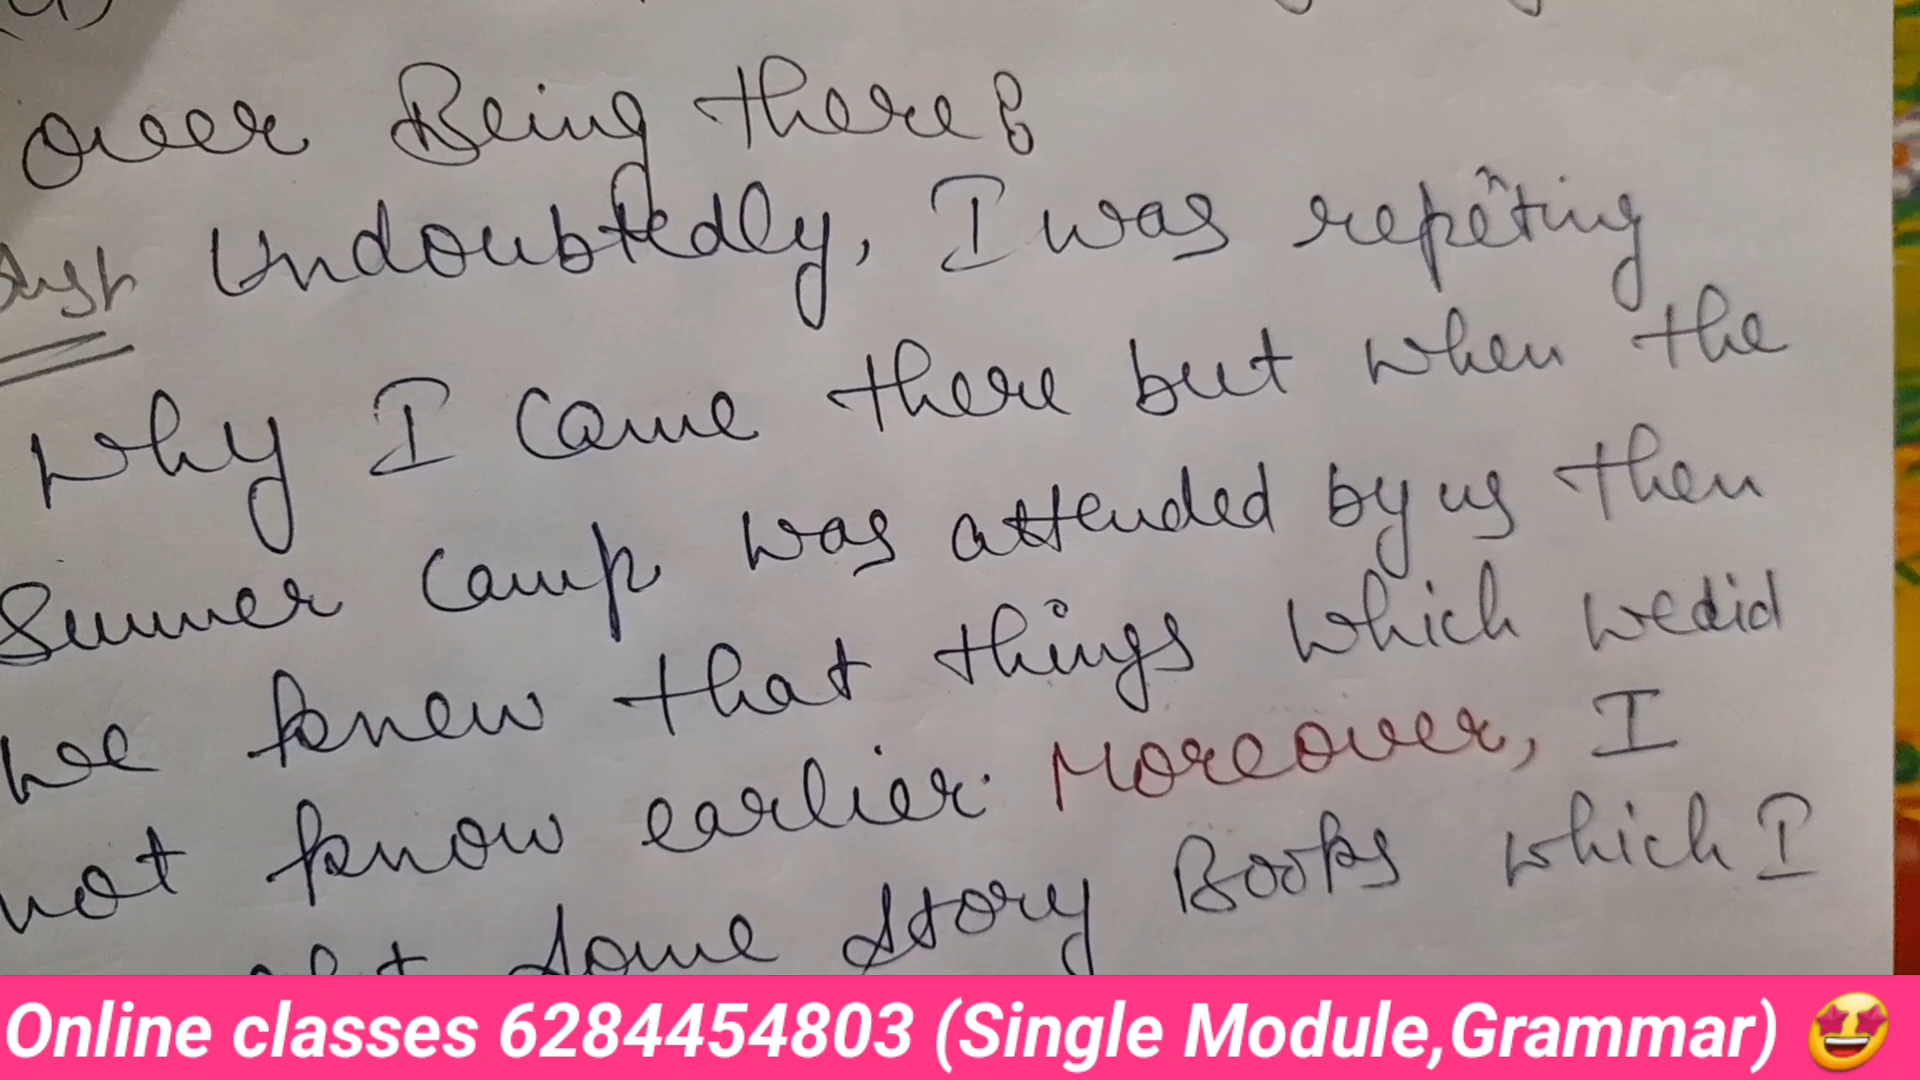 over Being there?
Undoubtedly, I was repeting
why I came there but when the
Summer Camp was attended by us then
we knew that things which we did
not know earlier. Moreover, I
some story Books which I
Online classes 6284454803 (Single Module,Grammar) 🤩